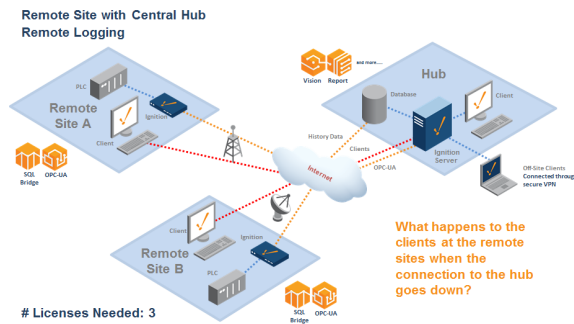 Remote Site with Central Hub
Remote Logging
Vision
Report
and more....
Hub
Database
Client
Ignition
Server
PLC
Remote
Site A
Ignition
Client
SQL
Bridge
OPC-UA
History Data
Clients
OPC-UA
Internet
Off-Site Clients
Connected throug
secure VPN
Client
Remote
Site B
Ignition
PLC
SQL
Bridge
OPC-UA
What happens to the
clients at the remote
sites when the
connection to the hub
goes down?
# Licenses Needed: 3